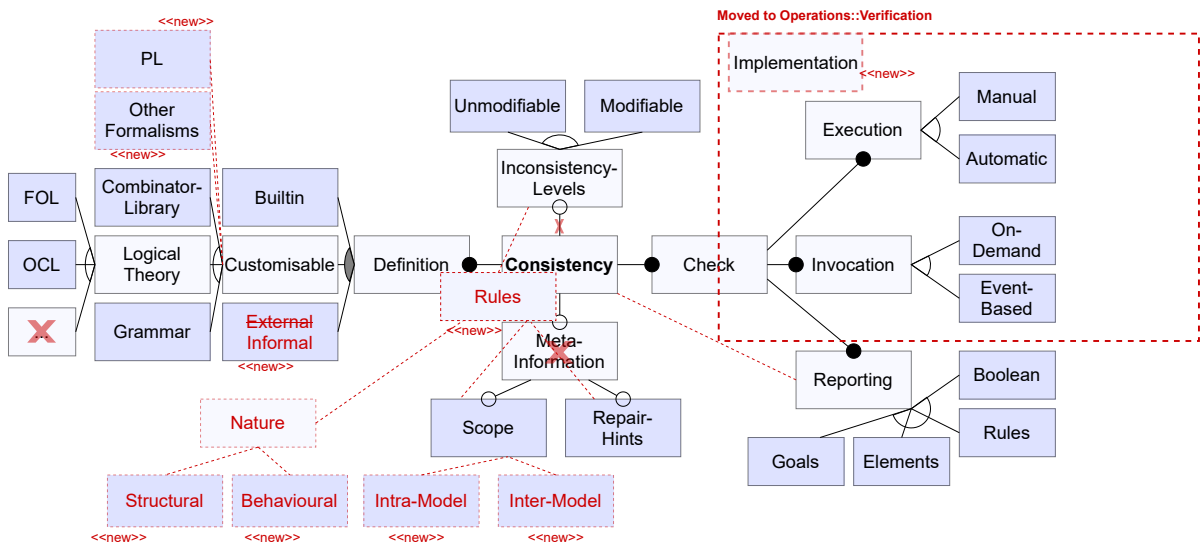 Moved to Operations::Verification
<<new>>
PL
Implementation
<<new>>
Other
Formalisms
<<new>>
Unmodifiable
Modifiable
Manual
Execution
Automatic
Inconsistency-
Levels
FOL
Combinator-
Library
Builtin
x
On-
Demand
OCL
Logical
Theory
Customisable
Definition
Consistency
Check
Invocation
Event-
Based
Rules
<<new>>
...
X
Grammar
External
Informal
<<new>>
Meta-
Information
X
Reporting
Boolean
Nature
Scope
Repair-
Hints
Rules
Goals
Elements
Structural
Behavioural
Intra-Model
Inter-Model
<<new>>
<<new>>
<<new>>
<<new>>